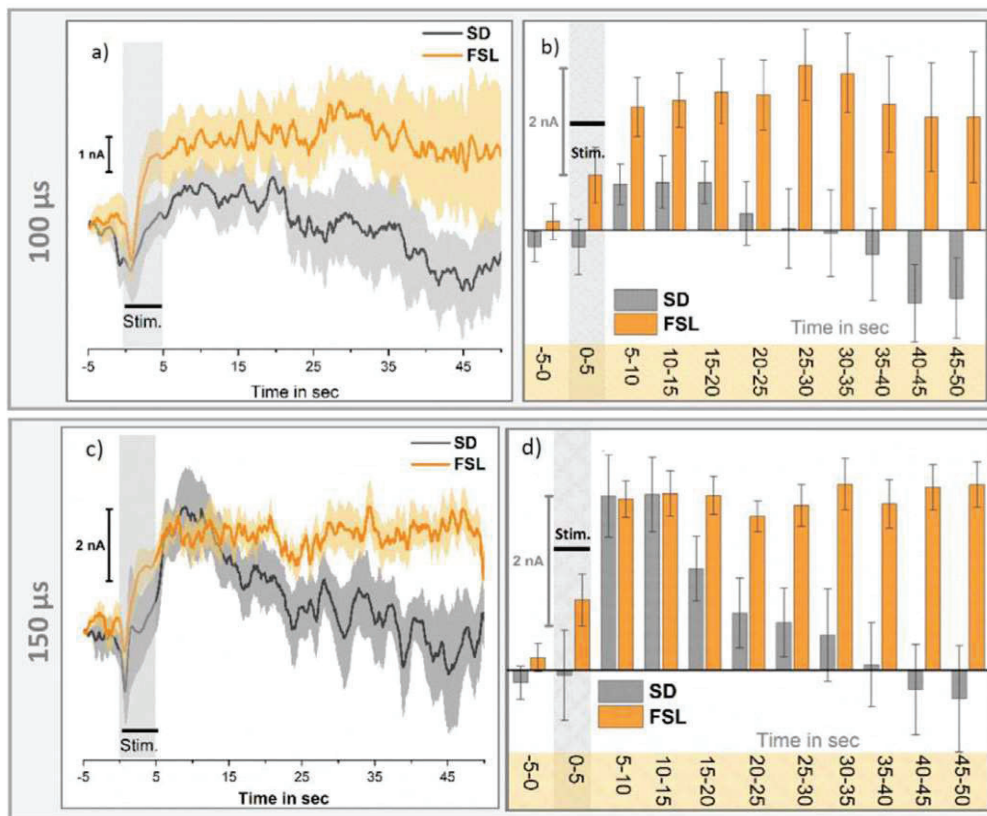 100 µs
a)
SD
FSL
1 nA
Stim.
-5 5 15 25 35 45
Time in sec
b)
2 nA
Stim.
SD
FSL
Time in sec
-5-0
0-5
5-10
10-15
15-20
20-25
25-30
30-35
35-40
40-45
45-50
150 µs
c)
SD
FSL
2 nA
Stim.
-5 5 15 25 35 45
Time in sec
d)
2 nA
Stim.
SD
FSL
Time in sec
-5-0
0-5
5-10
10-15
15-20
20-25
25-30
30-35
35-40
40-45
45-50